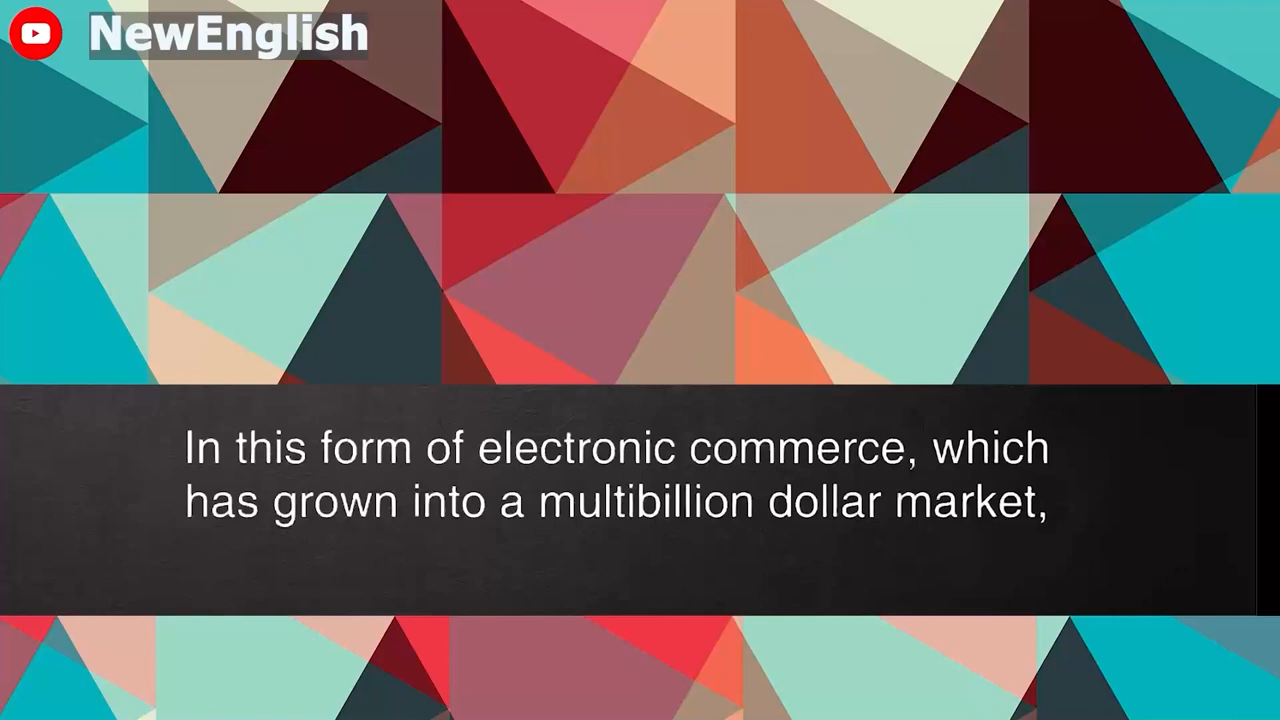 NewEnglish
In this form of electronic commerce, which
has grown into a multibillion dollar market,